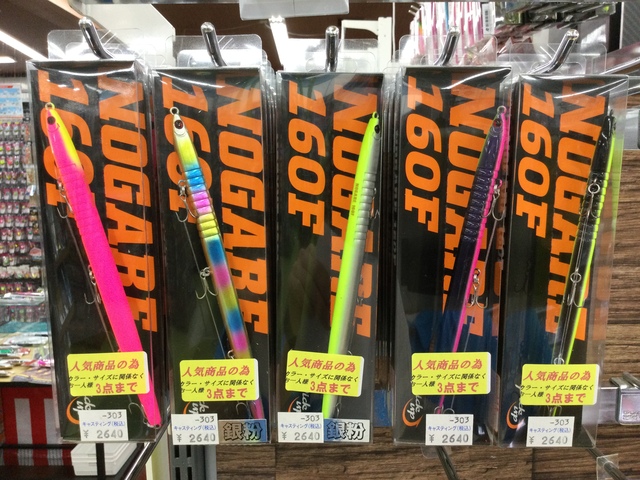 NOGARE
160F
人気商品の為
カラー・サイズに関係なく
お一人様 3点まで
-303
キャスティング(税込)
¥ 2640
NOGARE
160F
人気商品の為
カラー・サイズに関係なく
お一人様 3点まで
-303
キャスティング(税込)
¥ 2640
銀粉
NOGARE
160F
人気商品の為
カラー・サイズに関係なく
お一人様 3点まで
-303
キャスティング(税込)
¥ 2640
銀粉
NOGARE
160F
人気商品の為
カラー・サイズに関係なく
お一人様 3点まで
-303
キャスティング(税込)
¥ 2640
NOGARE
160F
人気商品の為
カラー・サイズに関係なく
お一人様 3点まで
-303
キャスティング(税込)
¥ 2640